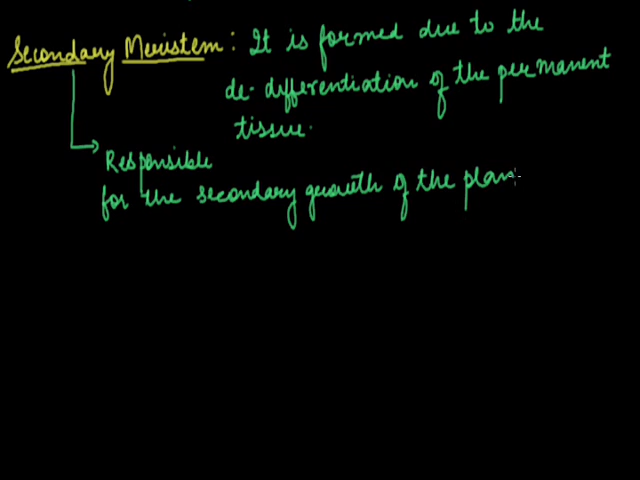 Secondary Meristem : It is formed due to the
de-differentiation of the permanent
tissue.
Responsible
for the secondary growth of the plan